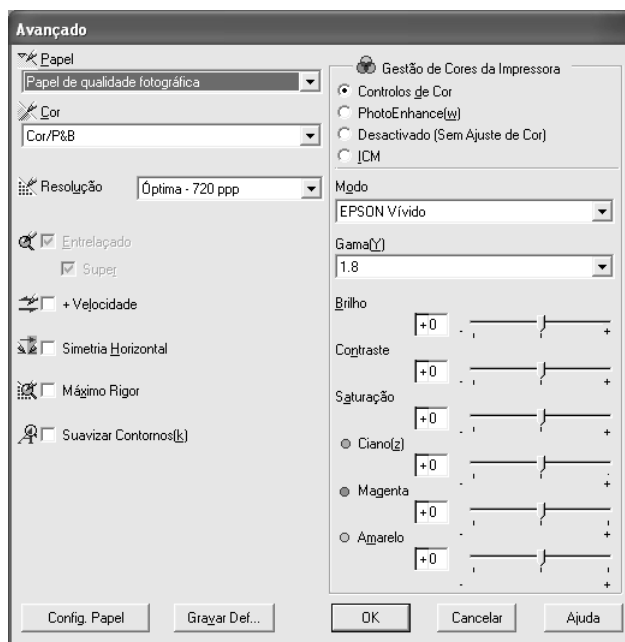 Avançado
Papel
Papel de qualidade fotográfica
Cor
Cor/P&B
Resolução Óptima - 720 ppp
Entrelaçado
Super
+ Velocidade
Simetria Horizontal
Máximo Rigor
Suavizar Contornos(k)
Gestão de Cores da Impressora
Controlos de Cor
PhotoEnhance(w)
Desactivado (Sem Ajuste de Cor)
ICM
Modo
EPSON Vívido
Gama(Y)
1.8
Brilho
+0 - +
Contraste
+0 - +
Saturação
+0 - +
Ciano(z)
+0 - +
Magenta
+0 - +
Amarelo
+0 - +
Config. Papel Gravar Def... OK Cancelar Ajuda